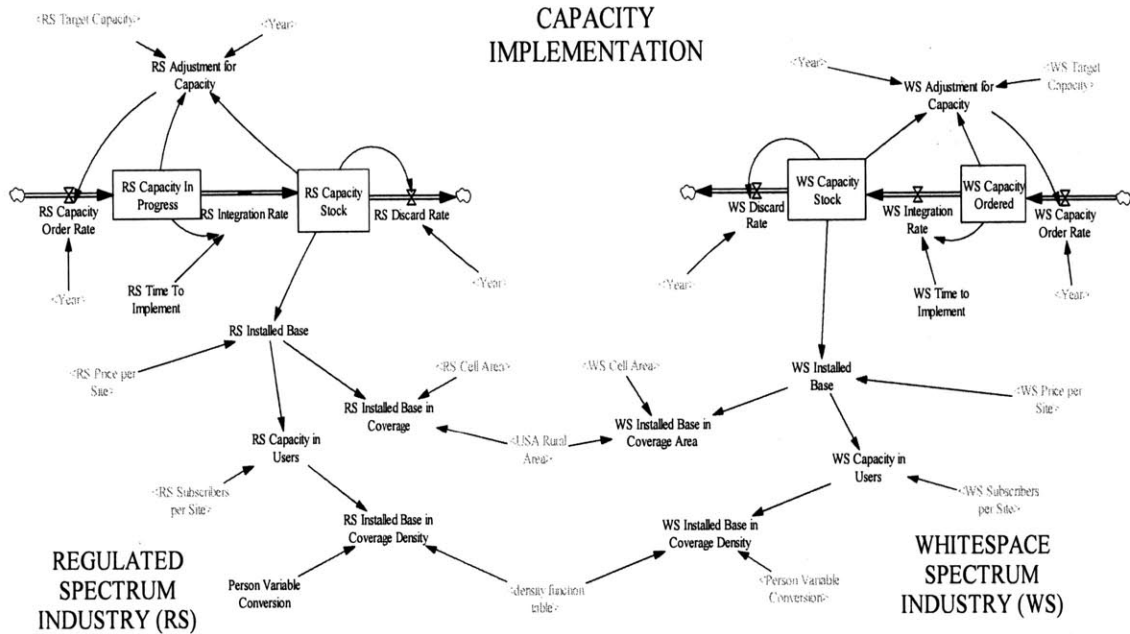 CAPACITY
IMPLEMENTATION
<RS Target Capacity>
<Year>
RS Adjustment for
Capacity
RS Capacity In
Progress
RS Capacity
Stock
RS Capacity
Order Rate
RS Integration Rate
RS Discard Rate
<Year>
RS Time To
Implement
<Year>
RS Installed Base
<RS Price per
Site>
<RS Cell Area>
RS Installed Base in
Coverage
RS Capacity in
Users
<USA Rural
Area>
<RS Subscribers
per Site>
RS Installed Base in
Coverage Density
Person Variable
Conversion
<density function
table>
REGULATED
SPECTRUM
INDUSTRY (RS)
<Year>
<WS Target
Capacity>
WS Adjustment for
Capacity
WS Capacity
Stock
WS Capacity
Ordered
WS Discard
Rate
WS Integration
Rate
WS Capacity
Order Rate
<Year>
WS Time to
Implement
<Year>
<WS Cell Area>
WS Installed
Base
<WS Price per
Site>
WS Installed Base in
Coverage Area
WS Capacity in
Users
<WS Subscribers
per Site>
WS Installed Base in
Coverage Density
<Person Variable
Conversion>
WHITESPACE
SPECTRUM
INDUSTRY (WS)